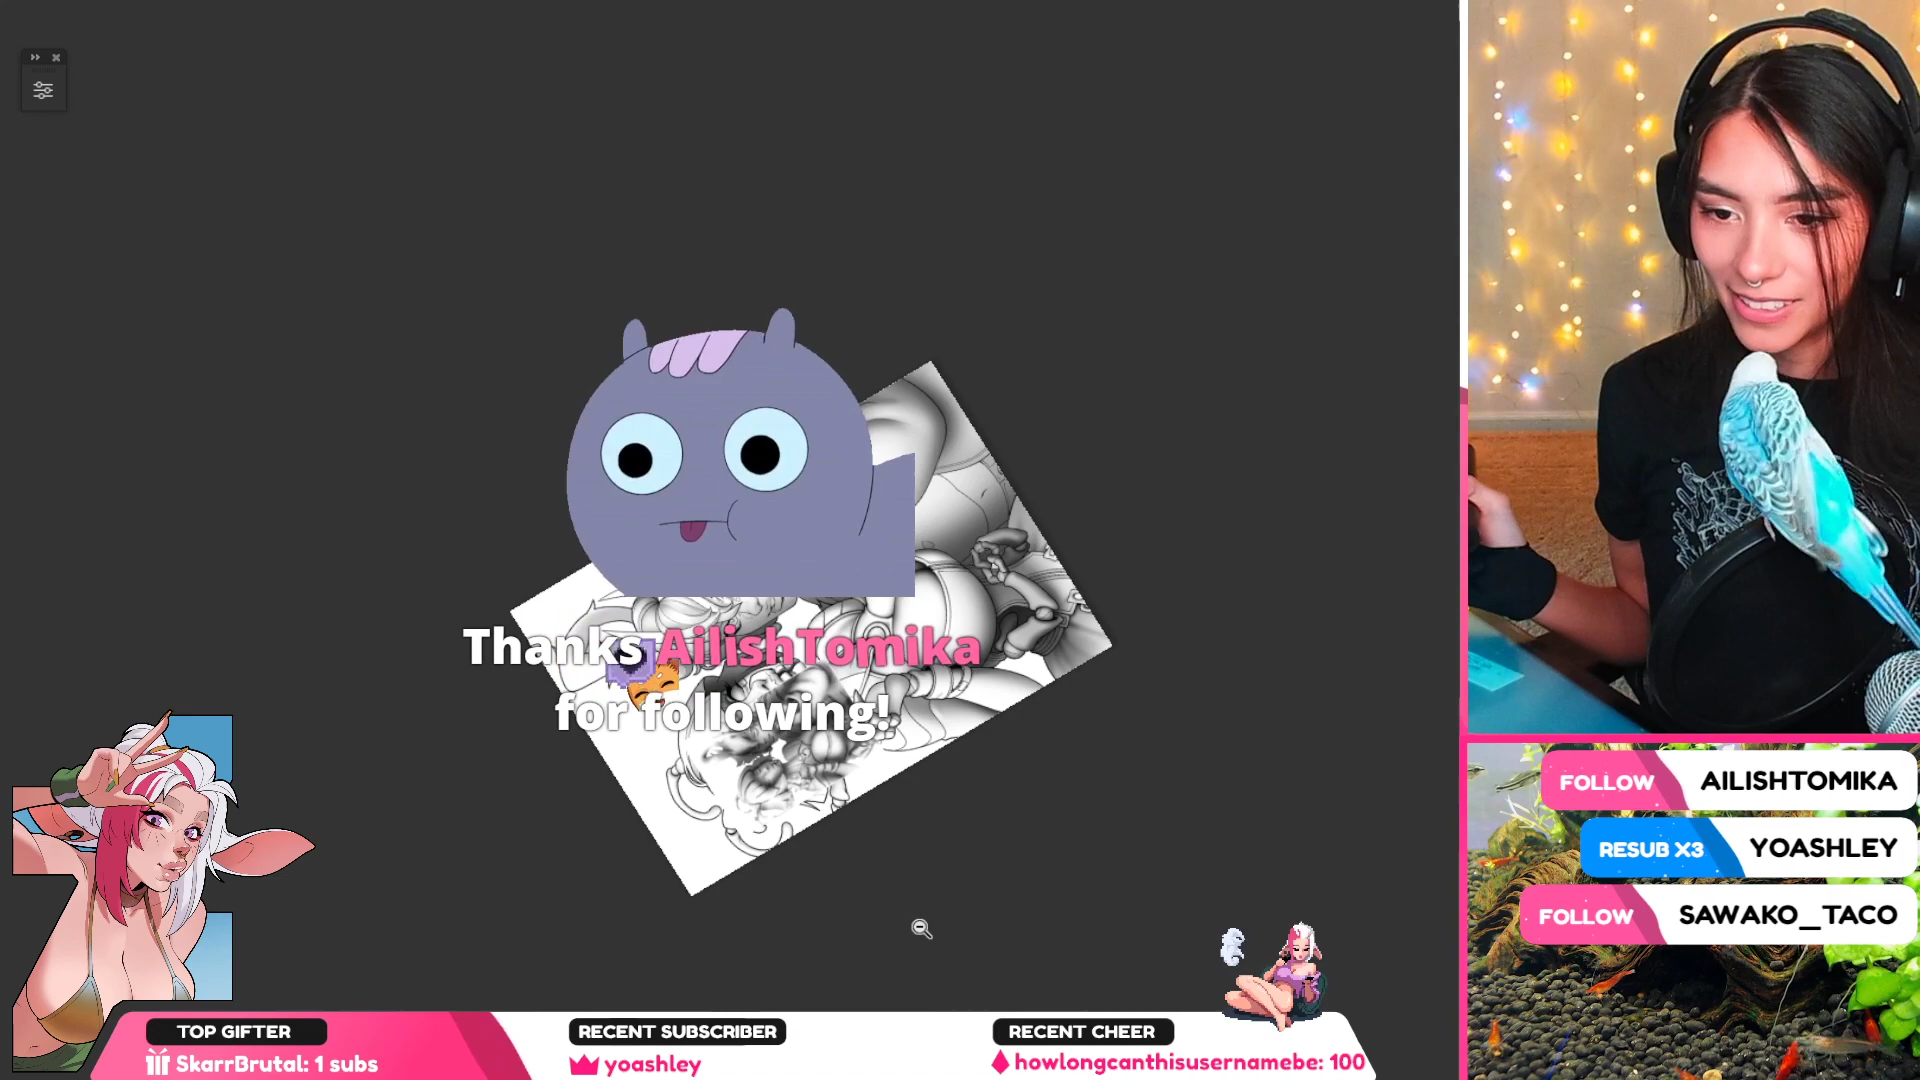 Thanks AilishTomika
for following!
FOLLOW AILISHTOMIKA
RESUB X3 YOASHLEY
FOLLOW SAWAKO__TACO
TOP GIFTER
SkarrBrutal: 1 subs
RECENT SUBSCRIBER
yoashley
RECENT CHEER
howlongcanthisusernamebe: 100